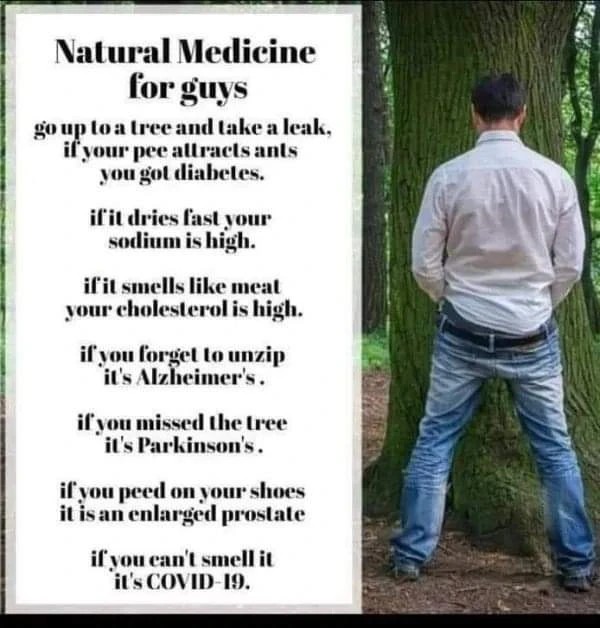 Natural Medicine
for guys
go up to a tree and take a leak,
if your pee attracts ants
you got diabetes.
if it dries fast your
sodium is high.
if it smells like meat
your cholesterol is high.
if you forget to unzip
it's Alzheimer's .
if you missed the tree
it's Parkinson's .
if you peed on your shoes
it is an enlarged prostate
if you can't smell it
it's COVID-19.